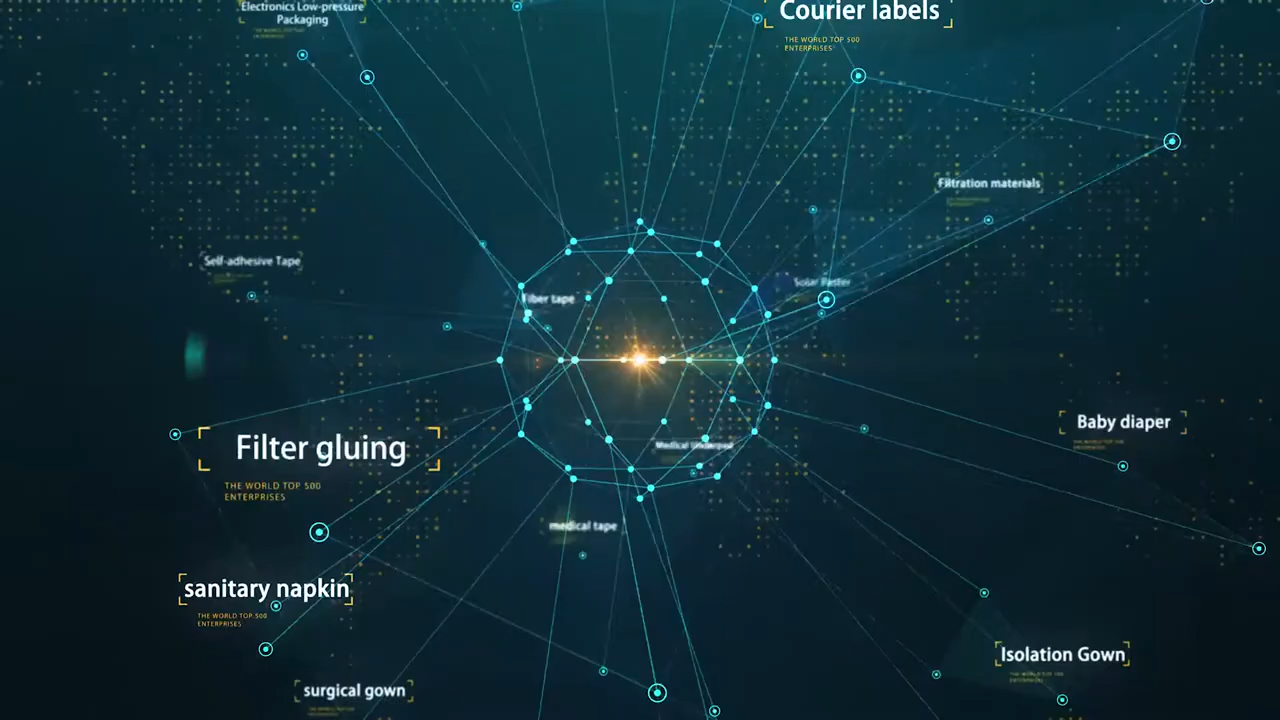 Electronics Low-pressure
Packaging
Courier labels
THE WORLD TOP 500
ENTERPRISES
Filtration materials
Self-adhesive Tape
Fiber tape
Solar Paster
Baby diaper
Filter gluing
THE WORLD TOP 500
ENTERPRISES
Medical Underpad
medical tape
sanitary napkin
THE WORLD TOP 500
ENTERPRISES
Isolation Gown
surgical gown